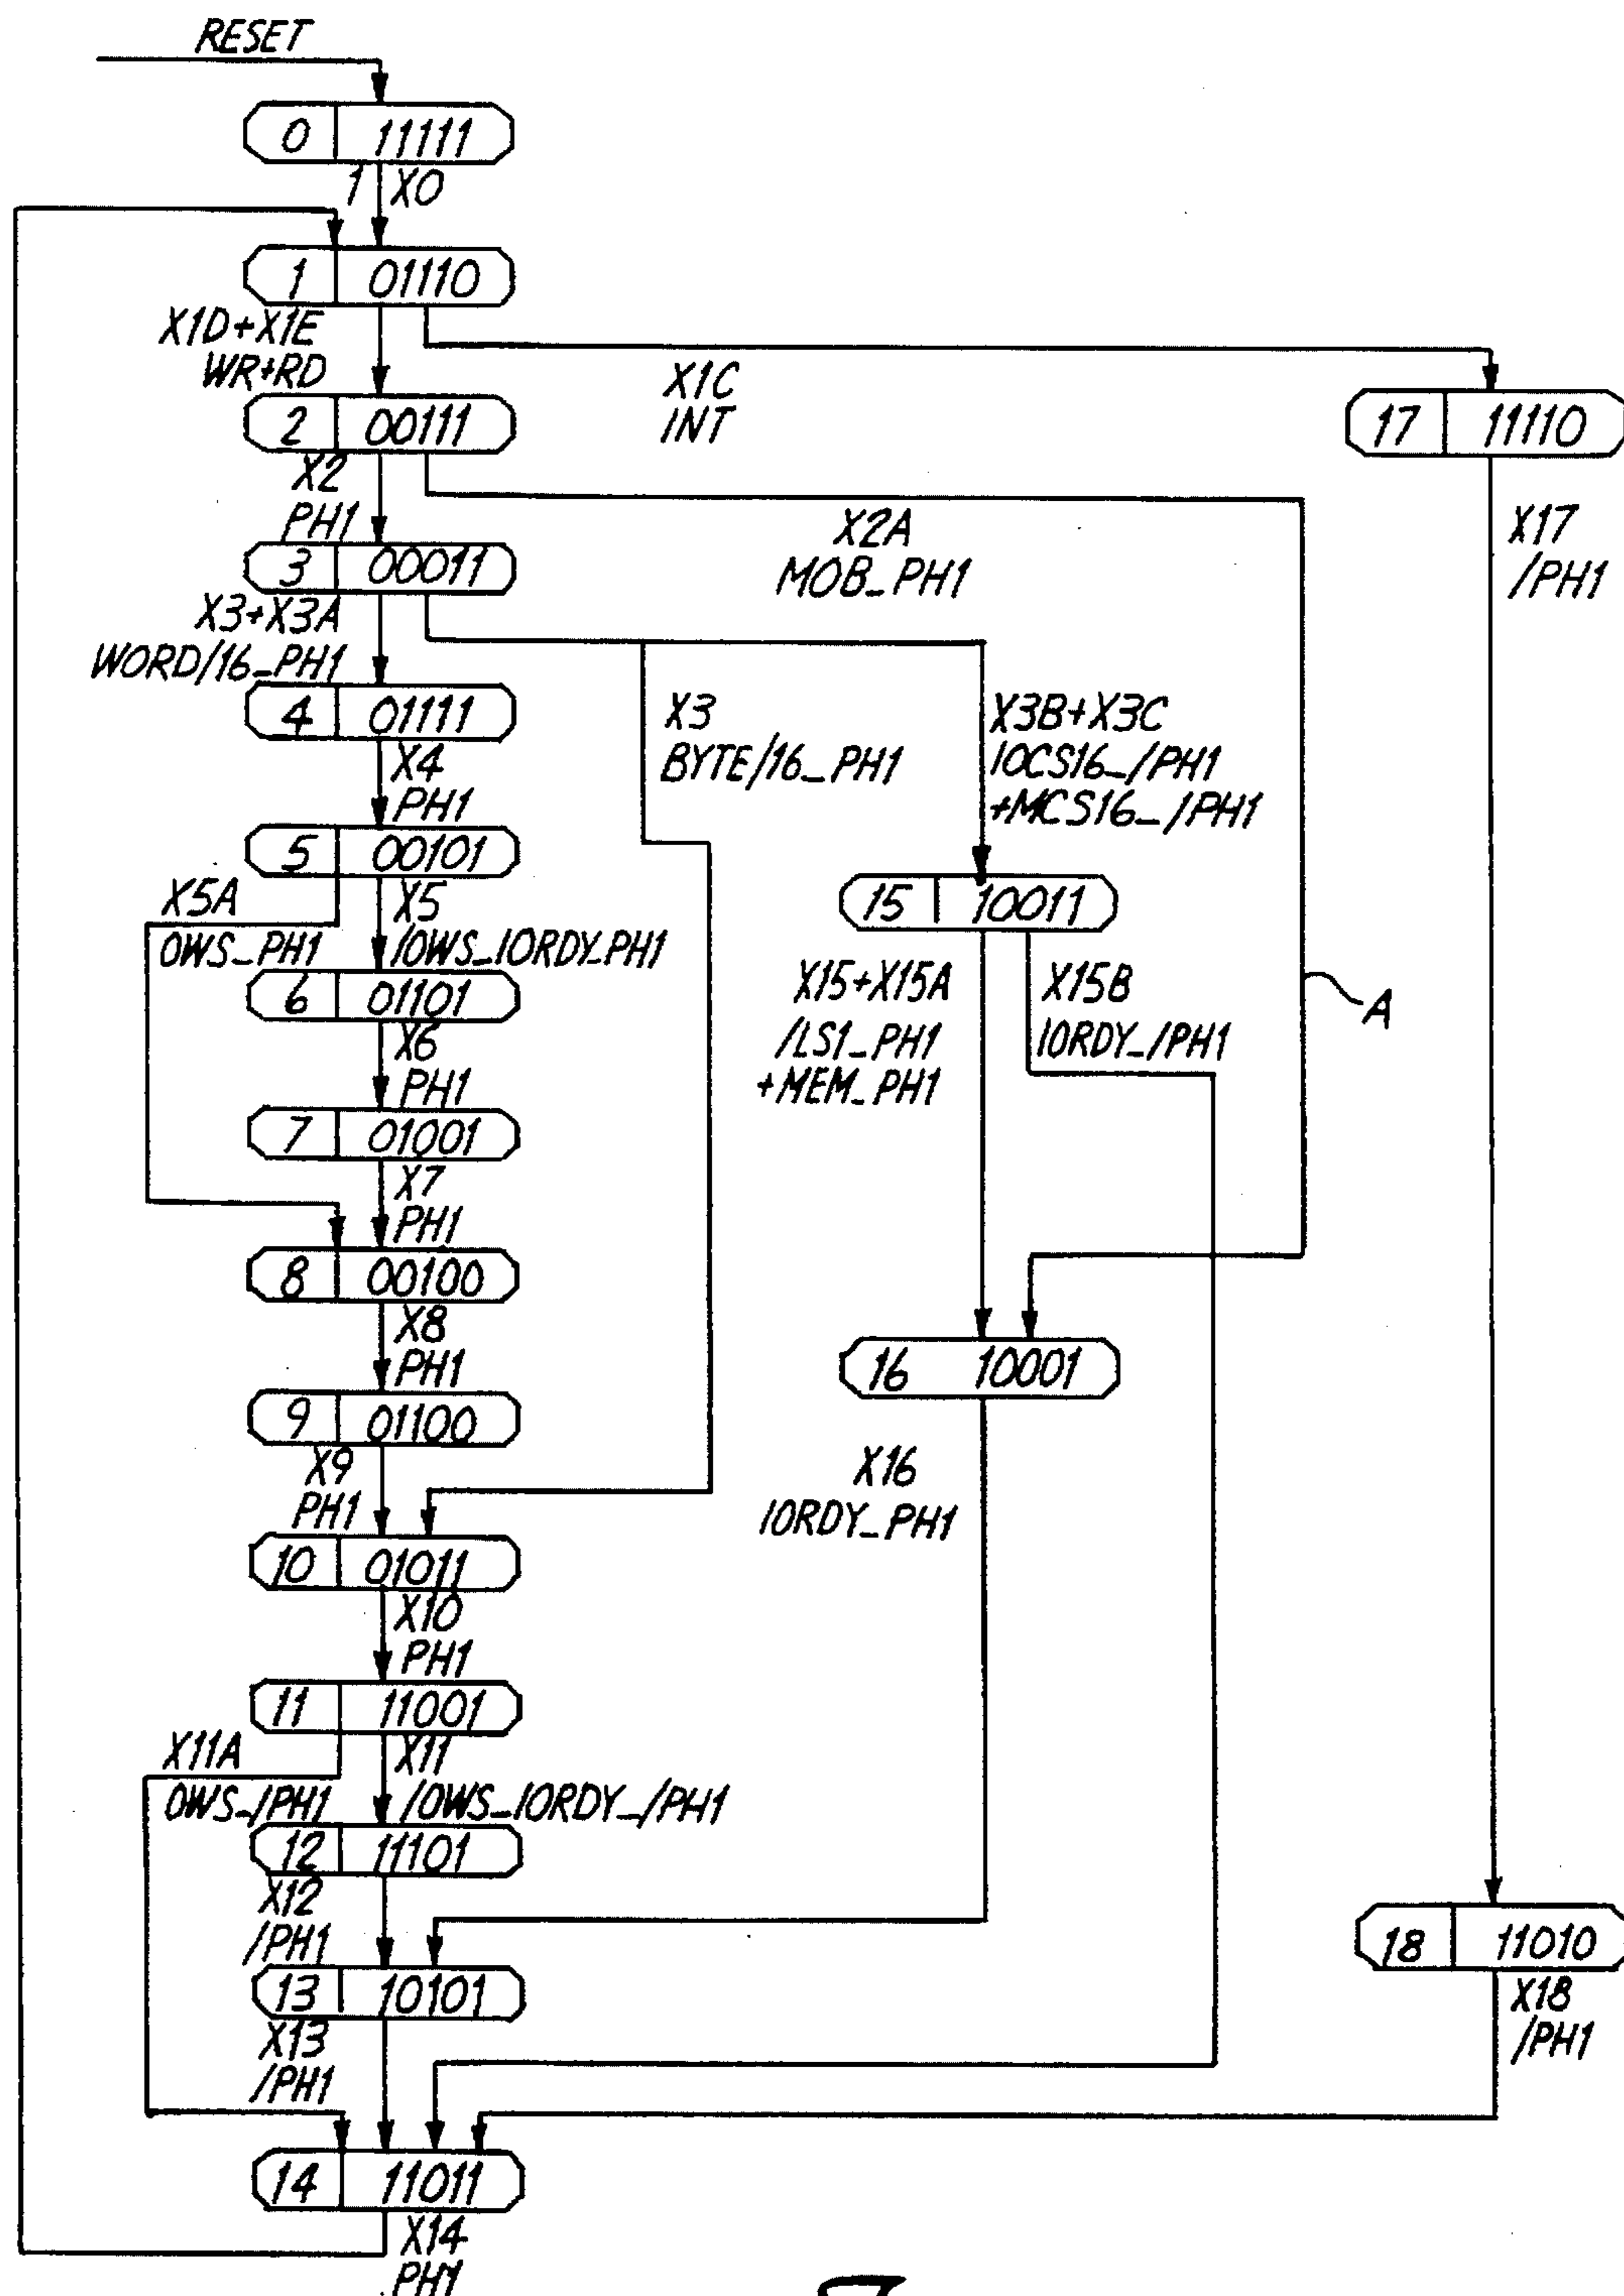 RESET
0 11111
1 X0
1 01110
X1D+X1E
WR+RD
X1C
INT
2 00111
17 11110
X2
PH1
X2A
MOB_PH1
X17
/PH1
3 00011
X3+X3A
WORD/16_PH1
4 01111
X3
BYTE/16_PH1
X3B+X3C
IOCS16_/PH1
+MCS16_/PH1
X4
PH1
5 00101
X5A
0WS_PH1
X5
/0WS_IORDY_PH1
15 10011
6 01101
X15+X15A
/LS1_PH1
+MEM_PH1
X15B
IORDY_/PH1
A
X6
PH1
7 01001
X7
PH1
8 00100
X8
PH1
16 10001
9 01100
X9
PH1
X16
IORDY_PH1
10 01011
X10
PH1
11 11001
X11A
0WS_/PH1
X11
/0WS_IORDY_/PH1
12 11101
X12
/PH1
18 11010
13 10101
X13
/PH1
X18
/PH1
14 11011
X14
PH1